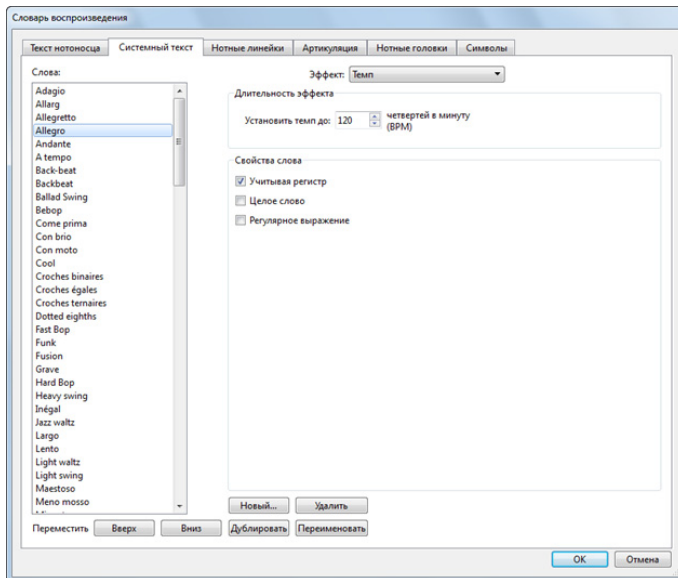 Словарь воспроизведения
Текст нотоносца Системный текст Нотные линейки Артикуляция Нотные головки Символы
Слова:
Adagio
Allarg
Allegretto
Allegro
Andante
A tempo
Back-beat
Backbeat
Ballad Swing
Bebop
Come prima
Con brio
Con moto
Cool
Croches binaires
Croches égales
Croches ternaires
Dotted eighths
Fast Bop
Funk
Fusion
Grave
Hard Bop
Heavy swing
Inégal
Jazz waltz
Largo
Lento
Light waltz
Light swing
Maestoso
Meno mosso
Переместить Вверх Вниз
Эффект: Темп
Длительность эффекта
Установить темп до: 120 четвертей в минуту
(BPM)
Свойства слова
Учитывая регистр
Целое слово
Регулярное выражение
Новый... Удалить
Дублировать Переименовать
OK Отмена